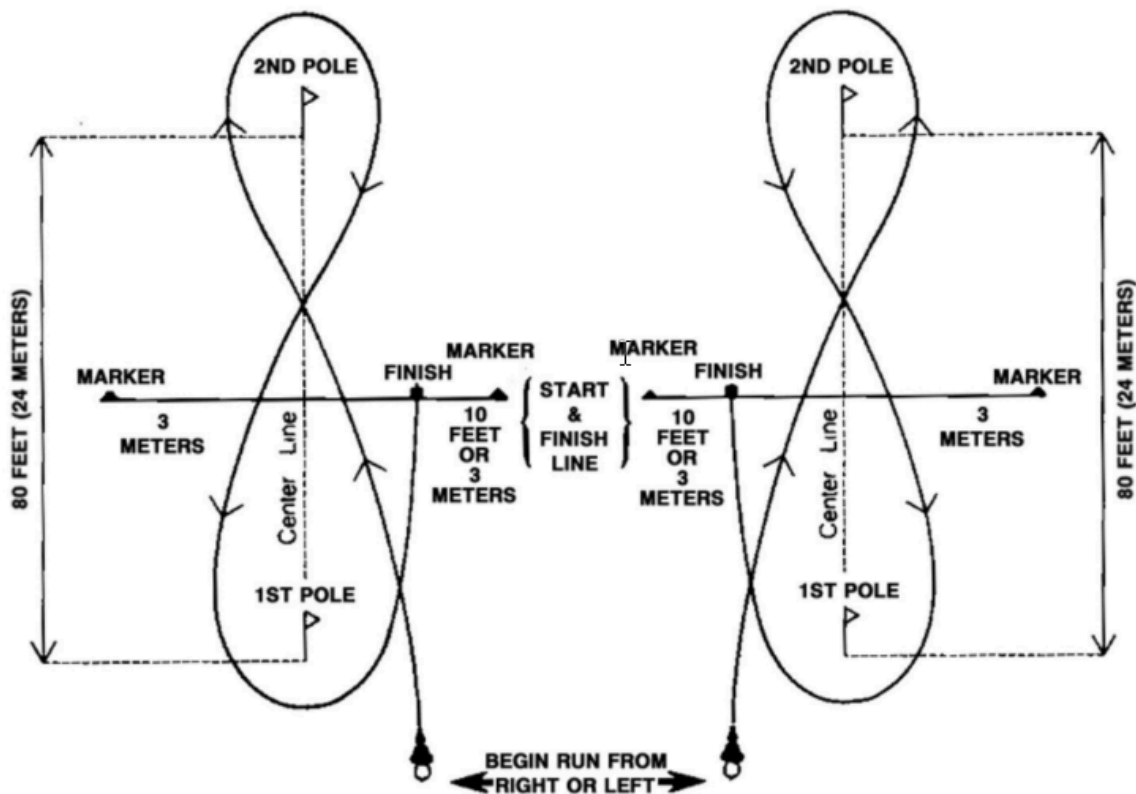 2ND POLE
2ND POLE
80 FEET (24 METERS)
MARKER
3
METERS
FINISH
MARKER
10
FEET
OR
3
METERS
START
&
FINISH
LINE
MARKER
10
FEET
OR
3
METERS
FINISH
MARKER
3
METERS
80 FEET (24 METERS)
Center Line
Center Line
1ST POLE
1ST POLE
BEGIN RUN FROM
RIGHT OR LEFT